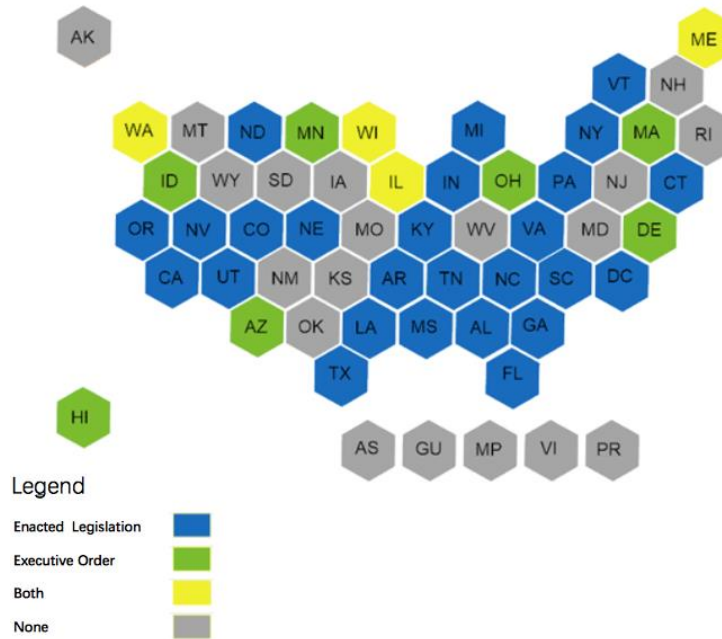 AK
ME
VT NH
WA MT ND MN WI MI NY MA RI
ID WY SD IA IL IN OH PA NJ CT
OR NV CO NE MO KY WV VA MD DE
CA UT NM KS AR TN NC SC DC
AZ OK LA MS AL GA
TX FL
HI
AS GU MP VI PR
Legend
Enacted Legislation
Executive Order
Both
None